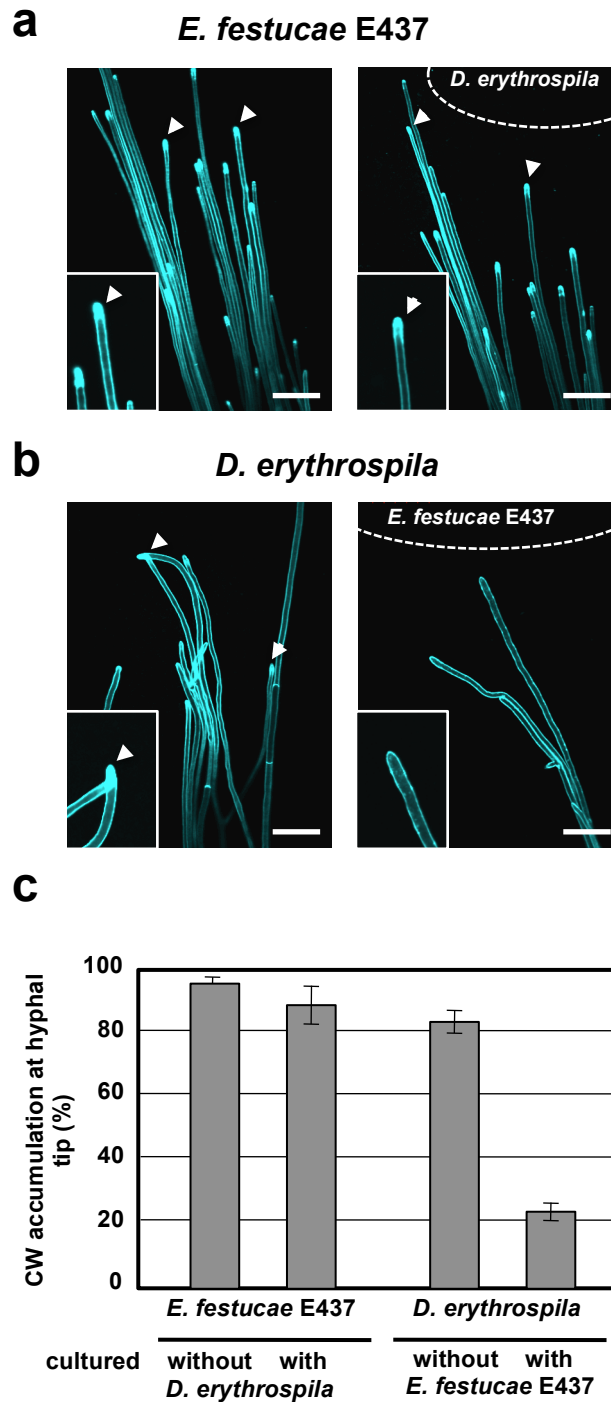 a
E. festucae E437
D. erythrospila
b
D. erythrospila
E. festucae E437
c
CW accumulation at hyphal
tip (%)
100
80
60
40
20
0
E. festucae E437
D. erythrospila
cultured
without
with
D. erythrospila
without
with
E. festucae E437